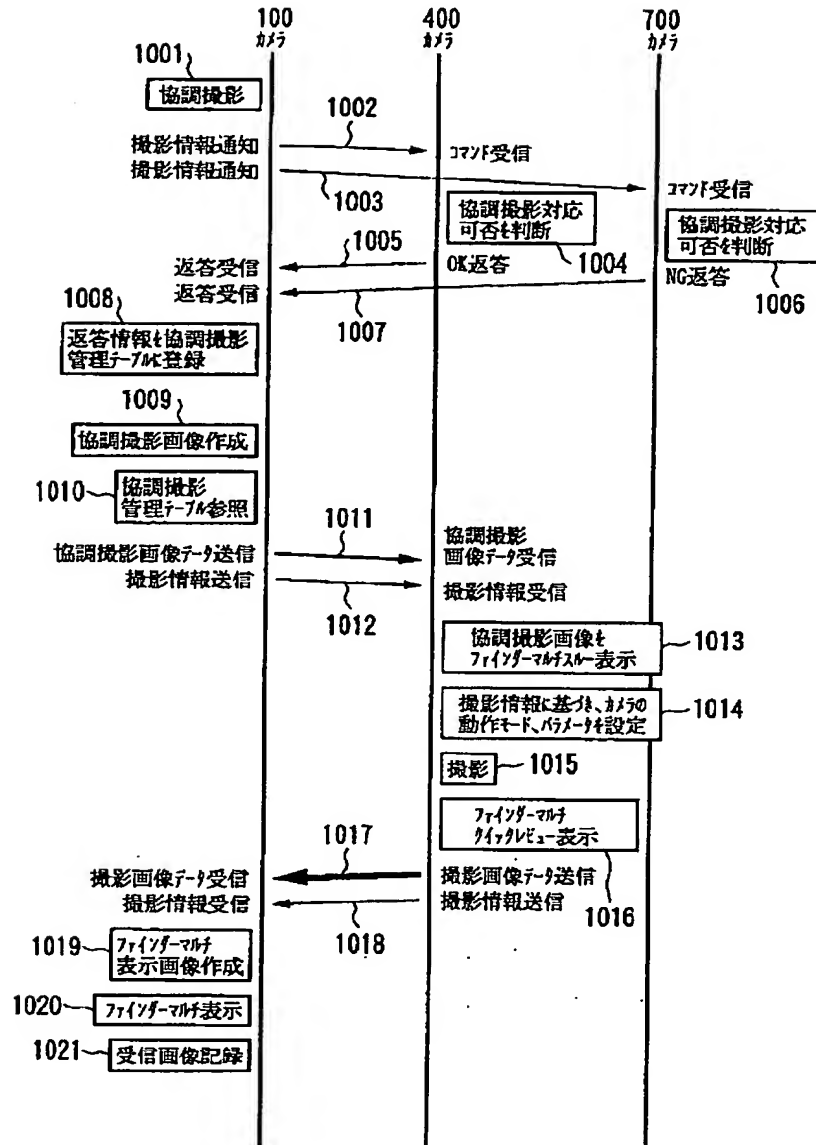 100
カメラ
400
カメラ
700
カメラ
1001
協調撮影
1002
撮影情報通知
コマンド受信
撮影情報通知
1003
コマンド受信
協調撮影対応
可否を判断
1004
協調撮影対応
可否を判断
1006
1005
返答受信
OK返答
返答受信
NG返答
1007
1008
返答情報を協調撮影
管理テーブルに登録
1009
協調撮影画像作成
1010
協調撮影
管理テーブル参照
1011
協調撮影画像データ送信
協調撮影
画像データ受信
撮影情報送信
撮影情報受信
1012
協調撮影画像を
ファインダーマルチスルー表示
1013
撮影情報に基づき、カメラの
動作モード、パラメータを設定
1014
撮影
1015
ファインダーマルチ
クイックレビュー表示
1016
1017
撮影画像データ受信
撮影画像データ送信
撮影情報受信
撮影情報送信
1018
1019
ファインダーマルチ
表示画像作成
1020
ファインダーマルチ表示
1021
受信画像記録